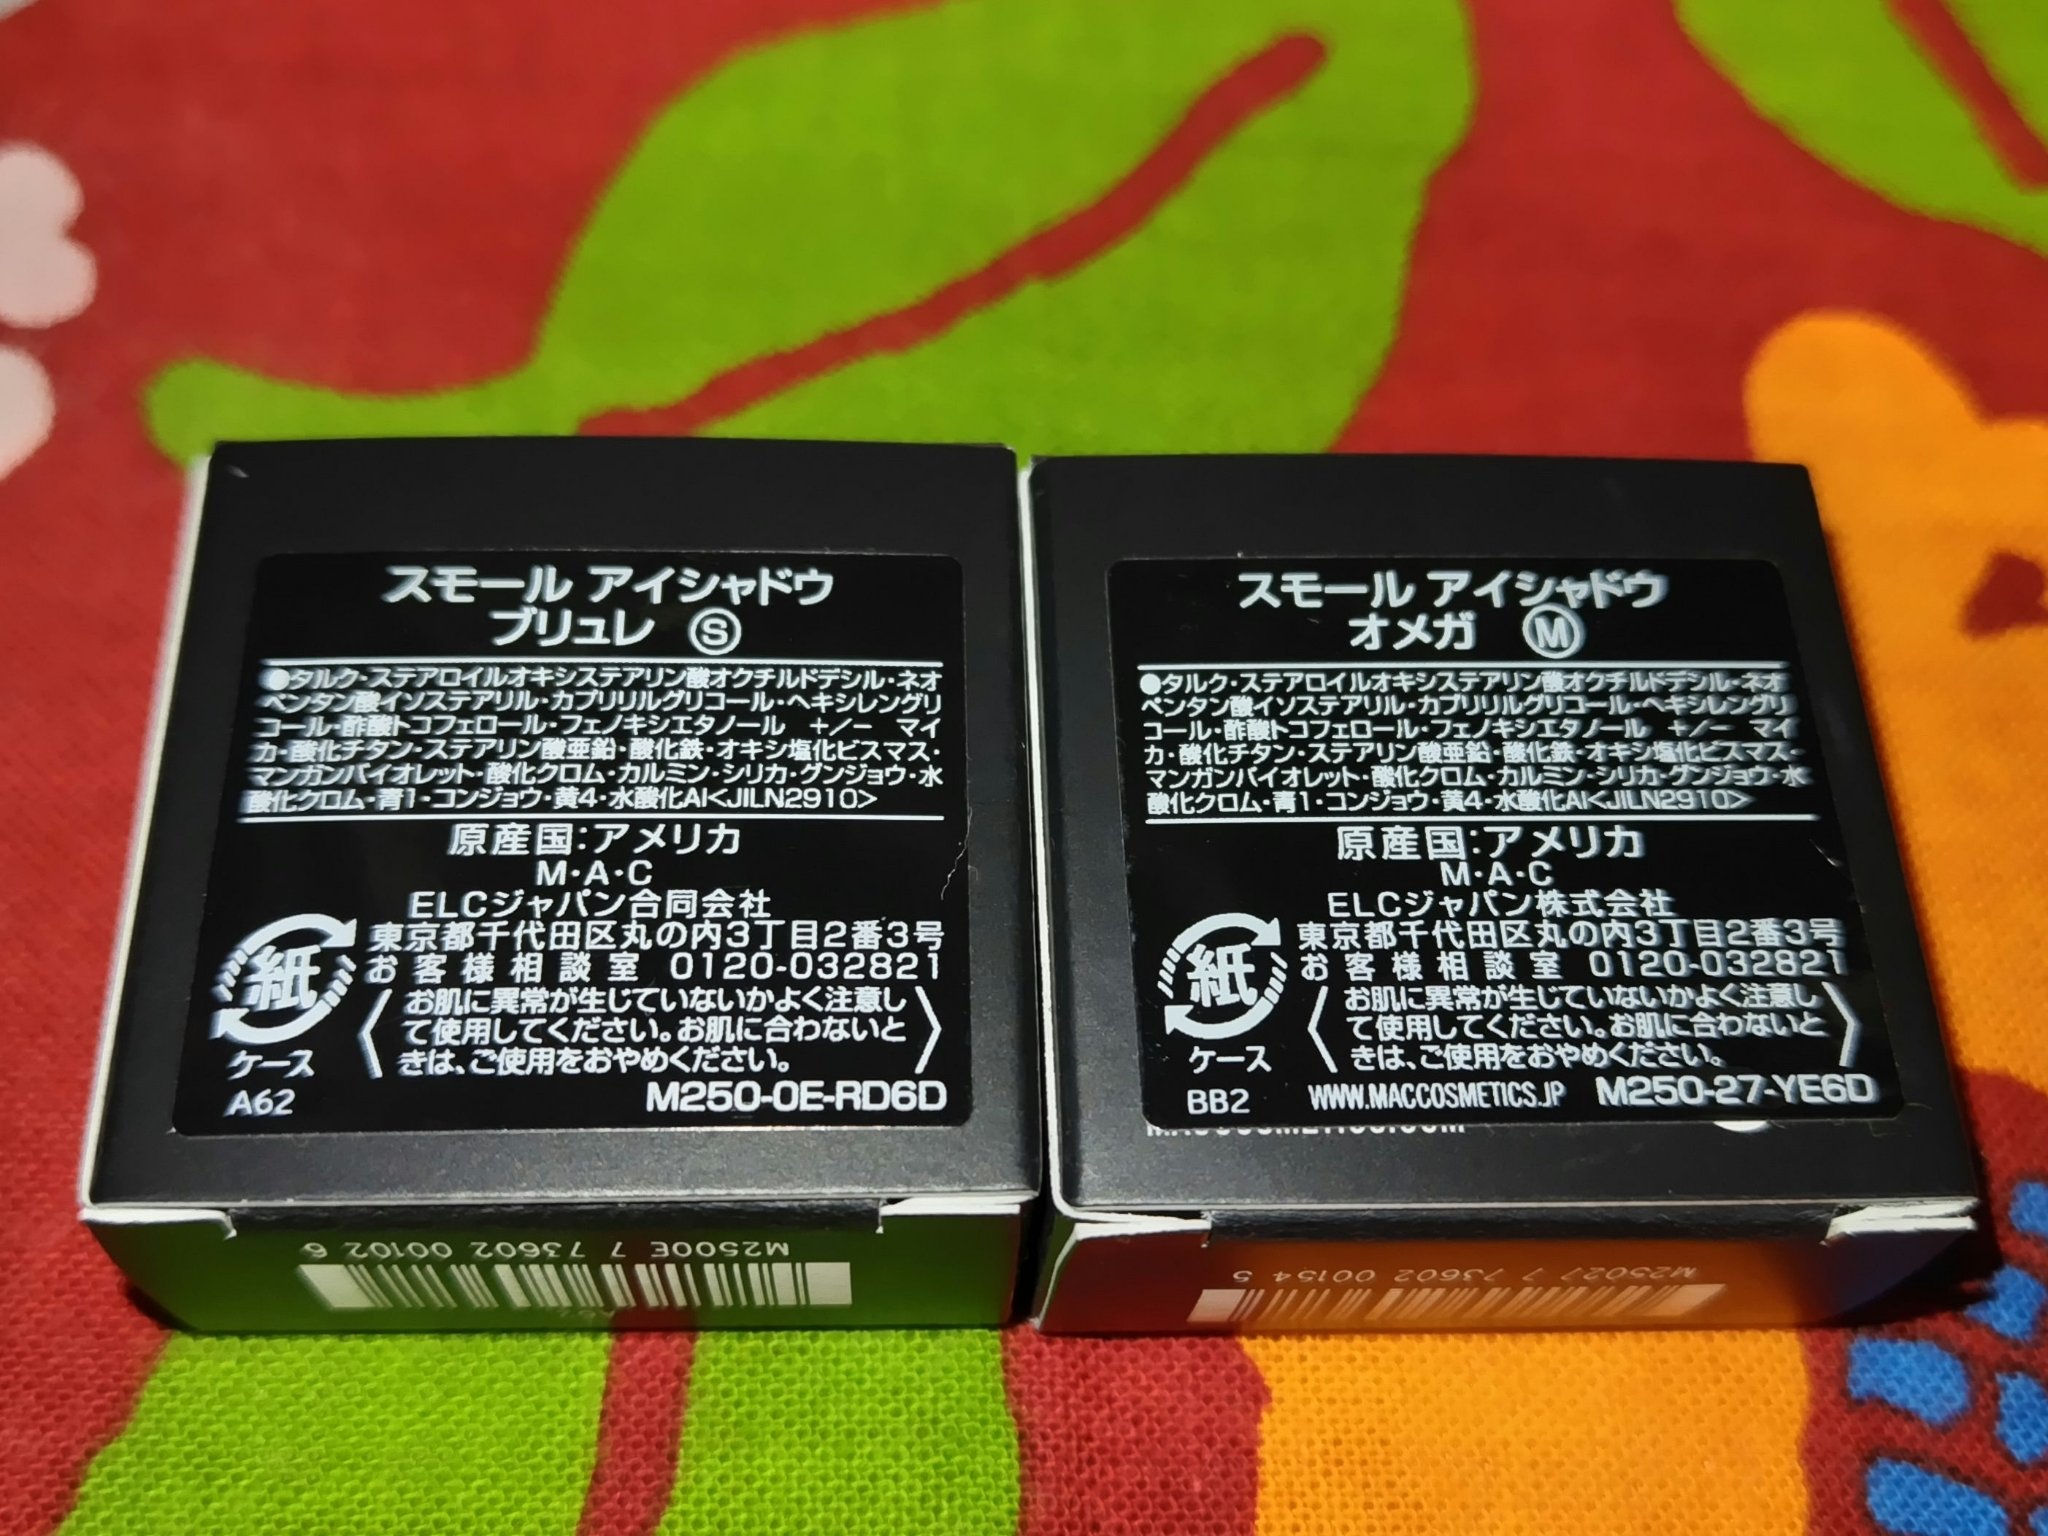 スモール アイシャドウ
ブリュレ Ⓢ
●タルク・ステアロイルオキシステアリン酸オクチルドデシル・ネオ
ペンタン酸イソステアリル・カプリリルグリコール・ヘキシレングリ
コール・酢酸トコフェロール・フェノキシエタノール +/− マイ
カ・酸化チタン・ステアリン酸亜鉛・酸化鉄・オキシ塩化ビスマス・
マンガンバイオレット・酸化クロム・カルミン・シリカ・グンジョウ・水
酸化クロム・青1・コンジョウ・黄4・水酸化Al<JILN2910>
原産国:アメリカ
M・A・C
ELCジャパン合同会社
東京都千代田区丸の内3丁目2番3号
お客様相談室 0120-032821
お肌に異常が生じていないかよく注意し
て使用してください。お肌に合わないと
きは、ご使用をおやめください。
紙
ケース
A62 M250-0E-RD6D
M2500E 7 73602 00102 6
スモール アイシャドウ
オメガ Ⓜ
●タルク・ステアロイルオキシステアリン酸オクチルドデシル・ネオ
ペンタン酸イソステアリル・カプリリルグリコール・ヘキシレングリ
コール・酢酸トコフェロール・フェノキシエタノール +/− マイ
カ・酸化チタン・ステアリン酸亜鉛・酸化鉄・オキシ塩化ビスマス・
マンガンバイオレット・酸化クロム・カルミン・シリカ・グンジョウ・水
酸化クロム・青1・コンジョウ・黄4・水酸化Al<JILN2910>
原産国:アメリカ
M・A・C
ELCジャパン株式会社
東京都千代田区丸の内3丁目2番3号
お客様相談室 0120-032821
お肌に異常が生じていないかよく注意し
て使用してください。お肌に合わないと
きは、ご使用をおやめください。
紙
ケース
BB2 WWW.MACCOSMETICS.JP M250-27-YE6D
M25027 7 73602 00154 5